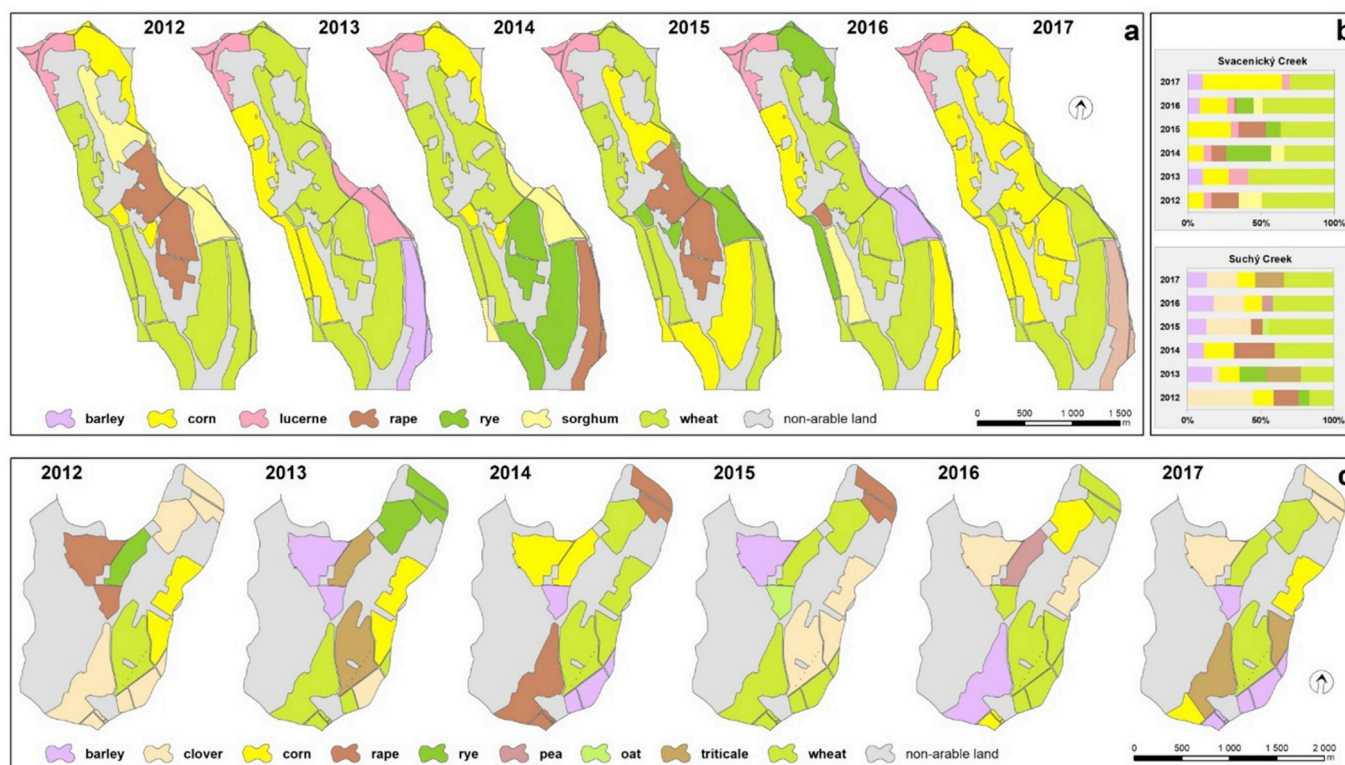 2012 2013 2014 2015 2016 2017 a
barley corn lucerne rape rye sorghum wheat non-arable land
0 500 1 000 1 500
m
b
Svacenický Creek
2017
2016
2015
2014
2013
2012
0% 50% 100%
Suchý Creek
2017
2016
2015
2014
2013
2012
0% 50% 100%
2012 2013 2014 2015 2016 2017
barley clover corn rape rye pea oat triticale wheat non-arable land
0 500 1 000 1 500 2 000
m